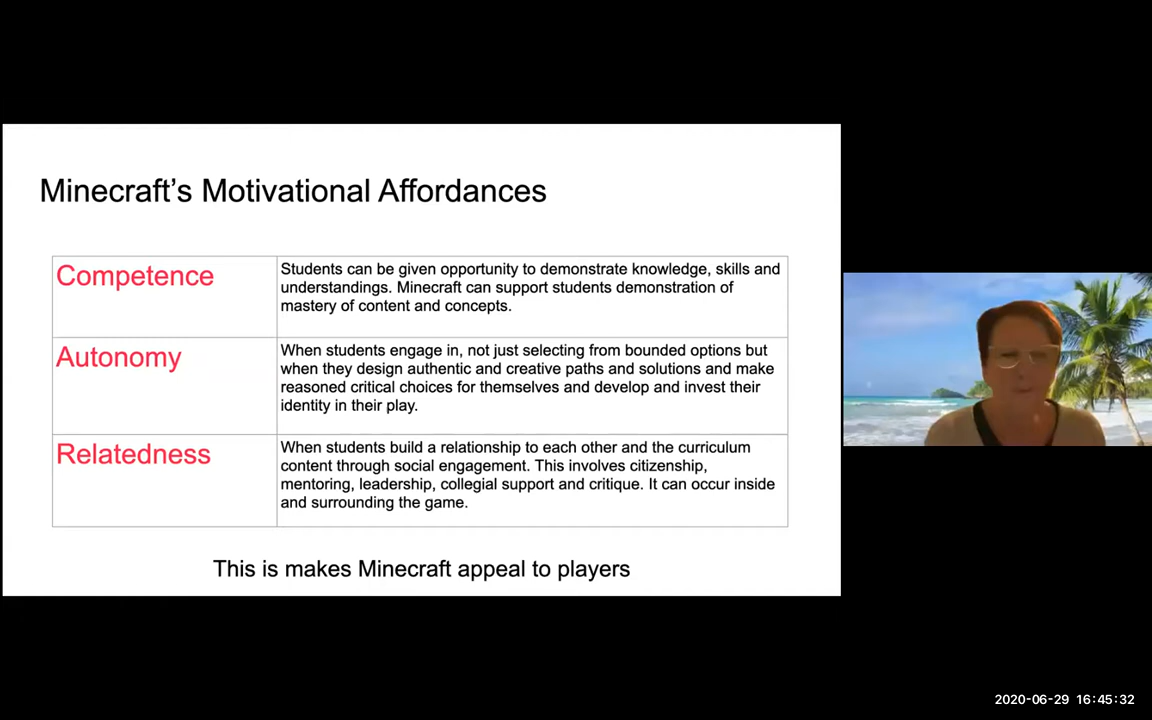 Minecraft's Motivational Affordances
Competence
Students can be given opportunity to demonstrate knowledge, skills and
understandings. Minecraft can support students demonstration of
mastery of content and concepts.
Autonomy
When students engage in, not just selecting from bounded options but
when they design authentic and creative paths and solutions and make
reasoned critical choices for themselves and develop and invest their
identity in their play.
Relatedness
When students build a relationship to each other and the curriculum
content through social engagement. This involves citizenship,
mentoring, leadership, collegial support and critique. It can occur inside
and surrounding the game.
This is makes Minecraft appeal to players
2020-06-29 16:45:32